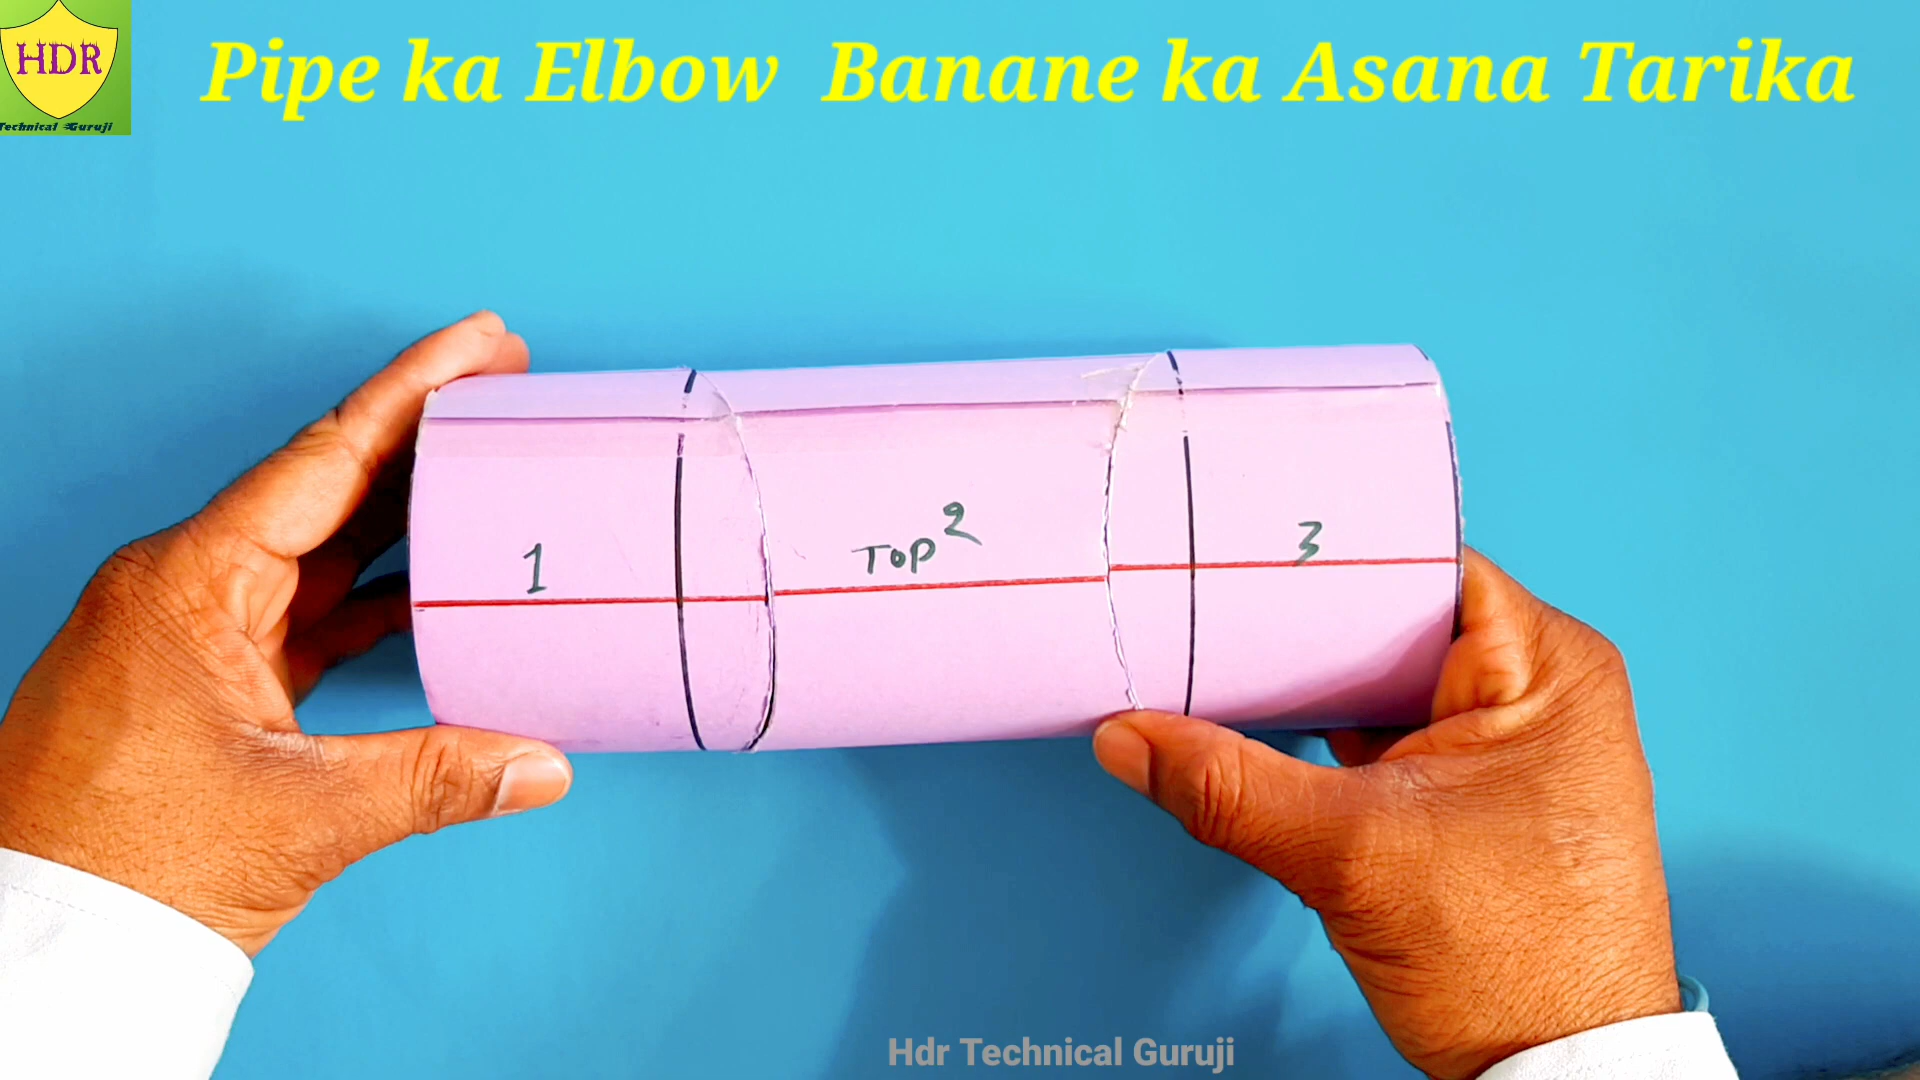 HDR
Technical Guruji
Pipe ka Elbow Banane ka Asana Tarika
1
TOP 2
3
Hdr Technical Guruji